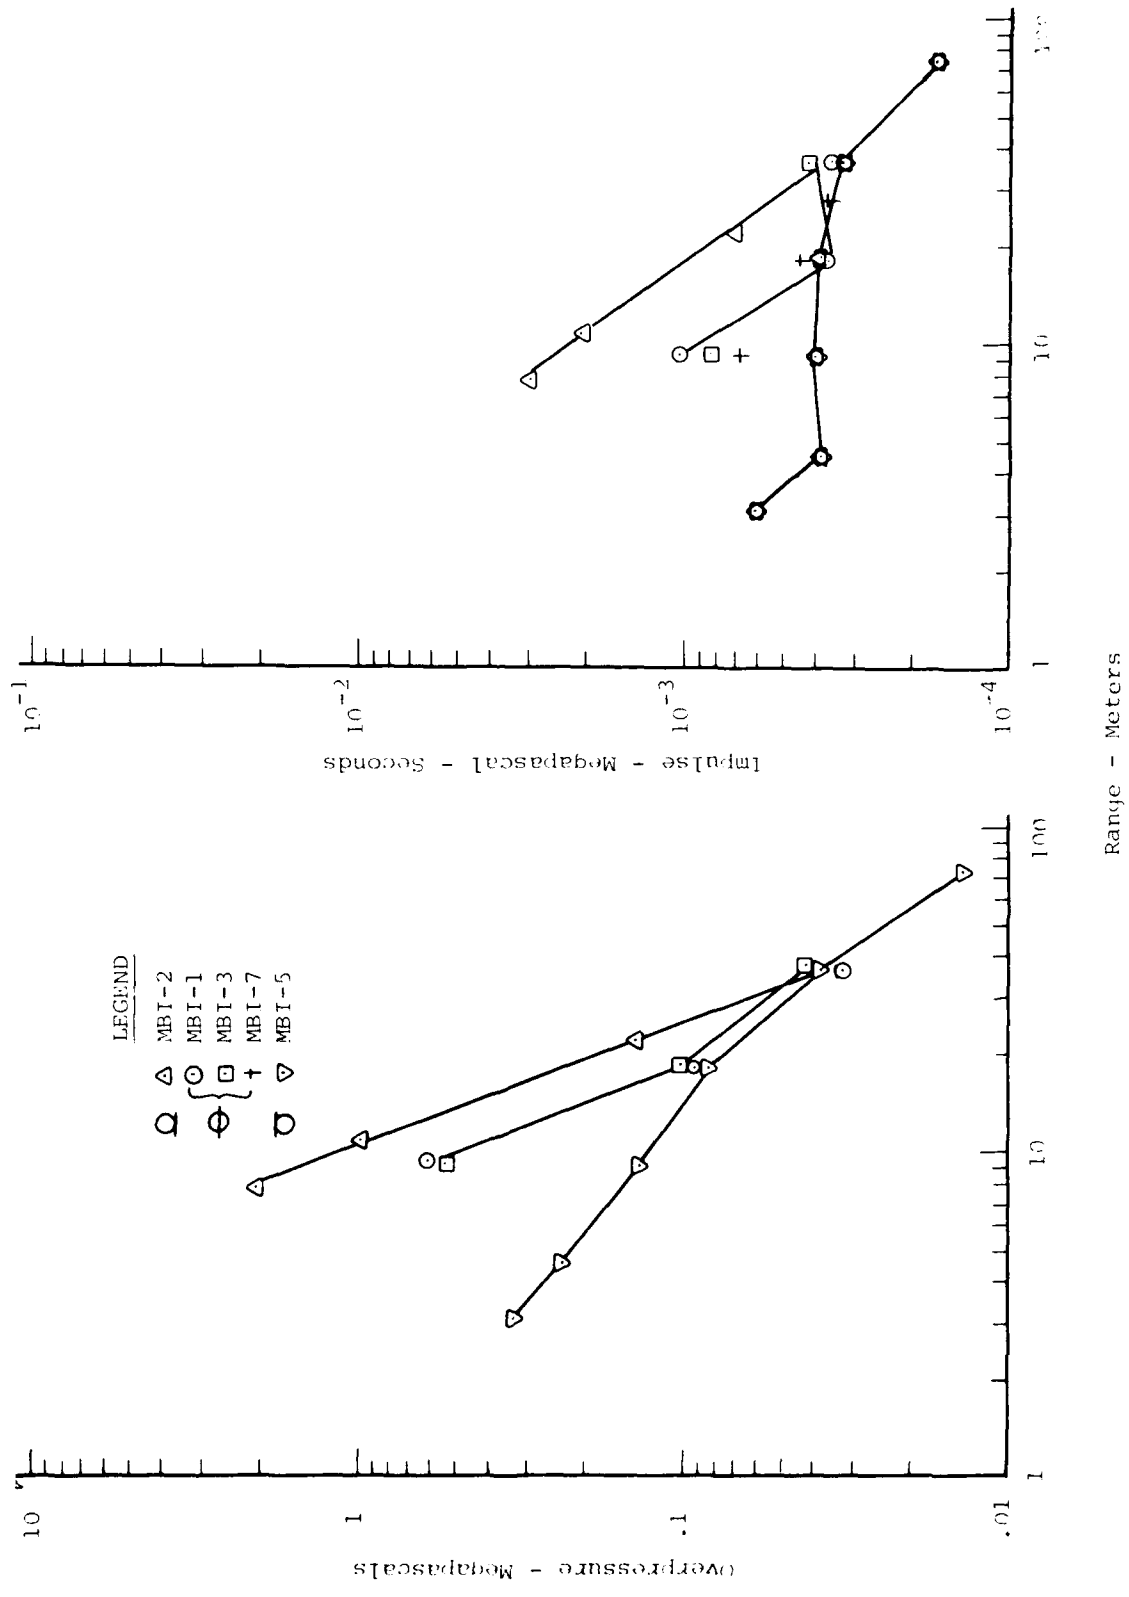 LEGEND
MBI-2
MBI-1
MBI-3
MBI-7
MBI-5
Overpressure - Megapascals
10
1
.1
.01
1
10
100
Impulse - Megapascal - Seconds
10-1
10-2
10-3
10-4
1
10
100
Range - Meters